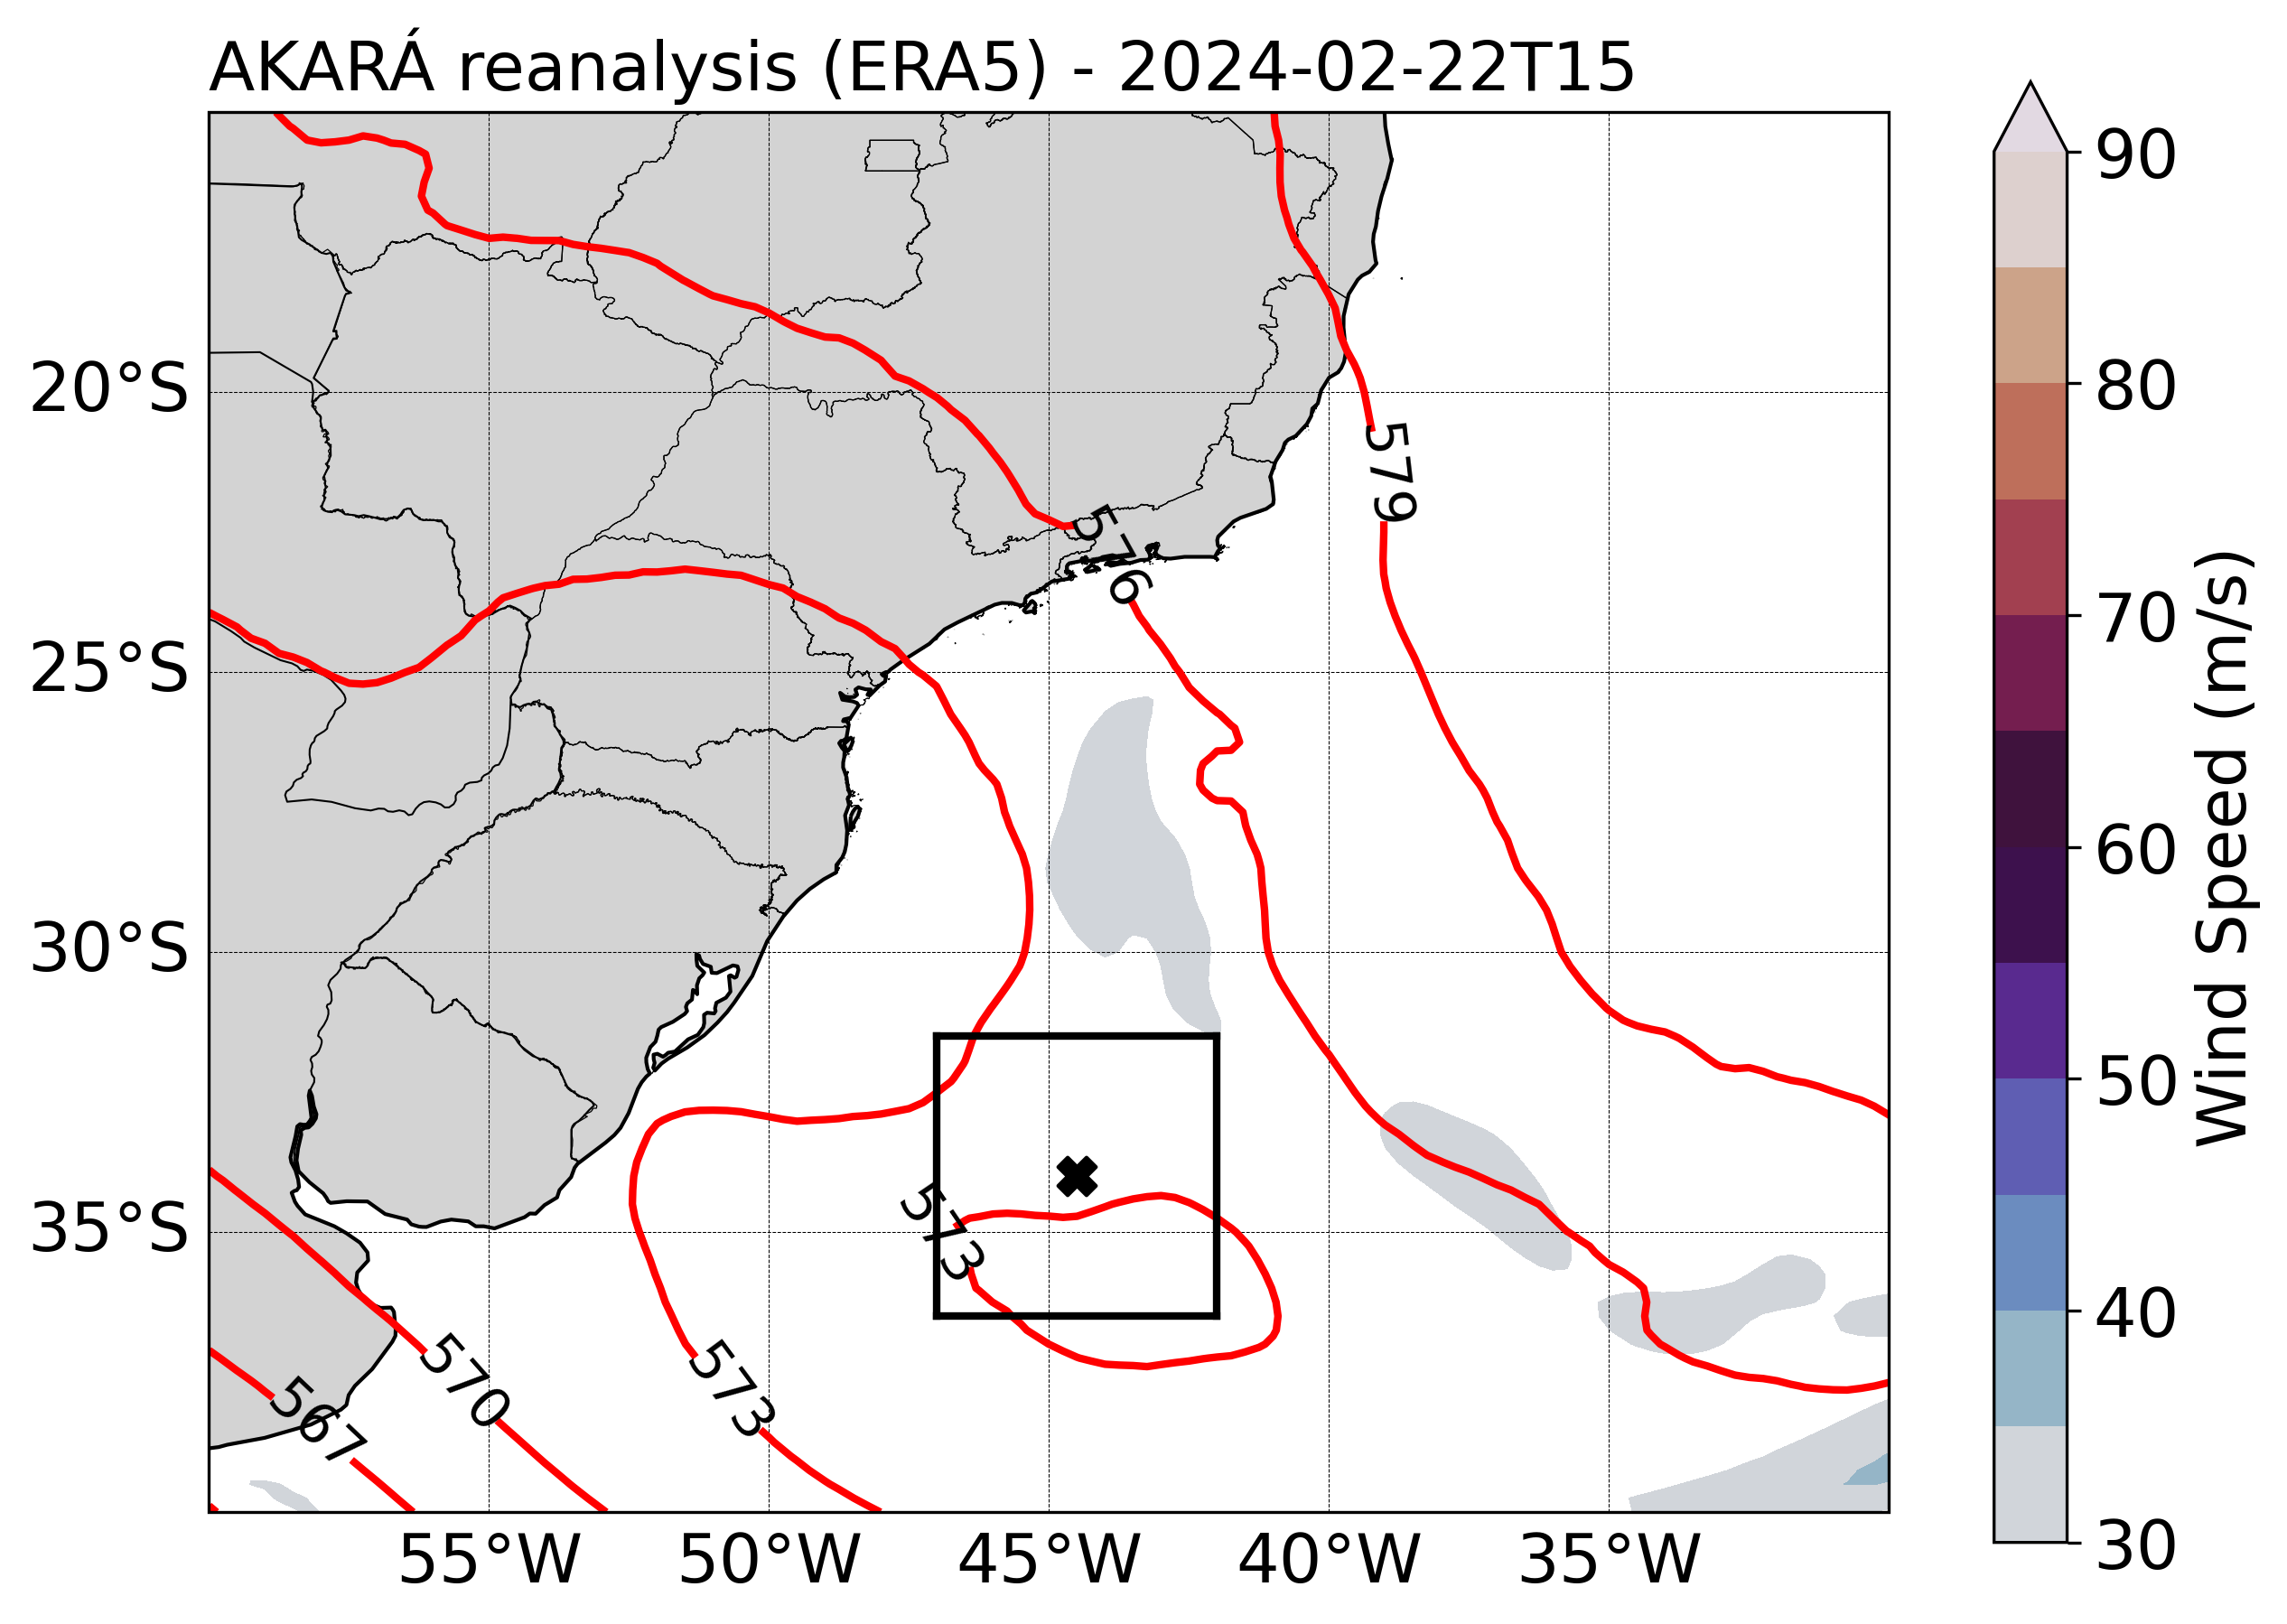 AKARÁ reanalysis (ERA5) - 2024-02-22T15
20°S
25°S
30°S
35°S
55°W
50°W
45°W
40°W
35°W
579
576
573
573
570
567
90
80
70
60
50
40
30
Wind Speed (m/s)